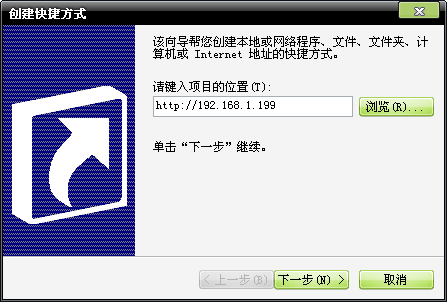 创建快捷方式
该向导帮您创建本地或网络程序、文件、文件夹、计
算机或 Internet 地址的快捷方式。
请键入项目的位置(T):
http://192.168.1.199
浏览(R)...
单击“下一步”继续。
< 上一步(B)
下一步(N) >
取消